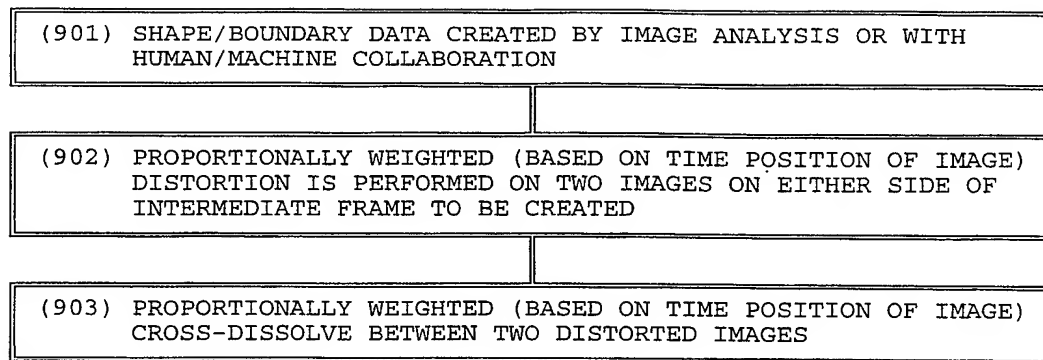 (901) SHAPE/BOUNDARY DATA CREATED BY IMAGE ANALYSIS OR WITH
HUMAN/MACHINE COLLABORATION
(902) PROPORTIONALLY WEIGHTED (BASED ON TIME POSITION OF IMAGE)
DISTORTION IS PERFORMED ON TWO IMAGES ON EITHER SIDE OF
INTERMEDIATE FRAME TO BE CREATED
(903) PROPORTIONALLY WEIGHTED (BASED ON TIME POSITION OF IMAGE)
CROSS-DISSOLVE BETWEEN TWO DISTORTED IMAGES